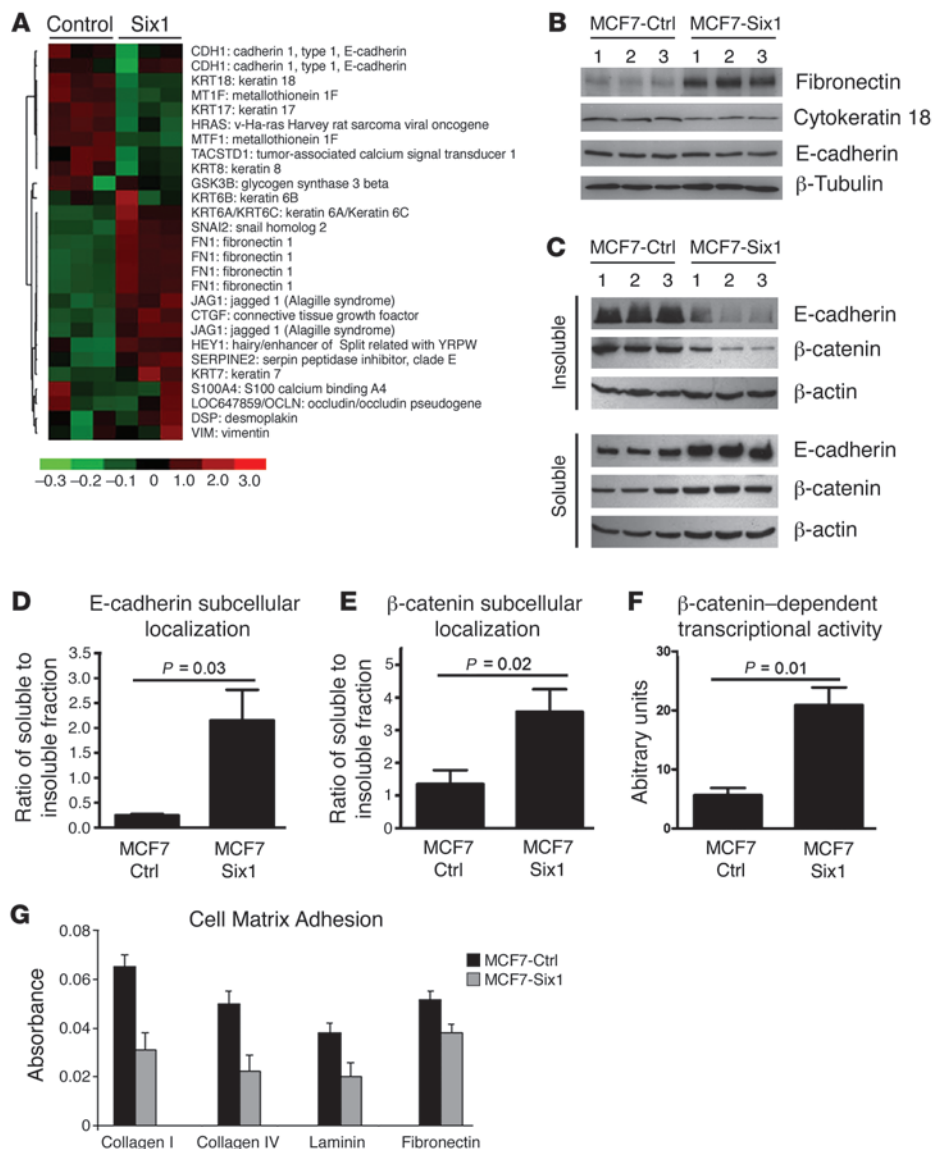 A
Control Six1
CDH1: cadherin 1, type 1, E-cadherin
CDH1: cadherin 1, type 1, E-cadherin
KRT18: keratin 18
MT1F: metallothionein 1F
KRT17: keratin 17
HRAS: v-Ha-ras Harvey rat sarcoma viral oncogene
MTF1: metallothionein 1F
TACSTD1: tumor-associated calcium signal transducer 1
KRT8: keratin 8
GSK3B: glycogen synthase 3 beta
KRT6B: keratin 6B
KRT6A/KRT6C: keratin 6A/Keratin 6C
SNAI2: snail homolog 2
FN1: fibronectin 1
FN1: fibronectin 1
FN1: fibronectin 1
FN1: fibronectin 1
JAG1: jagged 1 (Alagille syndrome)
CTGF: connective tissue growth foactor
JAG1: jagged 1 (Alagille syndrome)
HEY1: hairy/enhancer of Split related with YRPW
SERPINE2: serpin peptidase inhibitor, clade E
KRT7: keratin 7
S100A4: S100 calcium binding A4
LOC647859/OCLN: occludin/occludin pseudogene
DSP: desmoplakin
VIM: vimentin
−0.3 −0.2 −0.1 0 1.0 2.0 3.0
B
MCF7-Ctrl MCF7-Six1
1 2 3 1 2 3
Fibronectin
Cytokeratin 18
E-cadherin
β-Tubulin
C
MCF7-Ctrl MCF7-Six1
1 2 3 1 2 3
Insoluble
E-cadherin
β-catenin
β-actin
Soluble
E-cadherin
β-catenin
β-actin
D
E-cadherin subcellular
localization
Ratio of soluble to
insoluble fraction
3.5
3.0
2.5
2.0
1.5
1.0
0.5
0.0
P = 0.03
MCF7
Ctrl
MCF7
Six1
E
β-catenin subcellular
localization
Ratio of soluble to
insoluble fraction
5
4
3
2
1
0
P = 0.02
MCF7
Ctrl
MCF7
Six1
F
β-catenin–dependent
transcriptional activity
Abitrary units
30
20
10
0
P = 0.01
MCF7
Ctrl
MCF7
Six1
G
Cell Matrix Adhesion
Absorbance
0.08
0.06
0.04
0.02
0
MCF7-Ctrl
MCF7-Six1
Collagen I Collagen IV Laminin Fibronectin